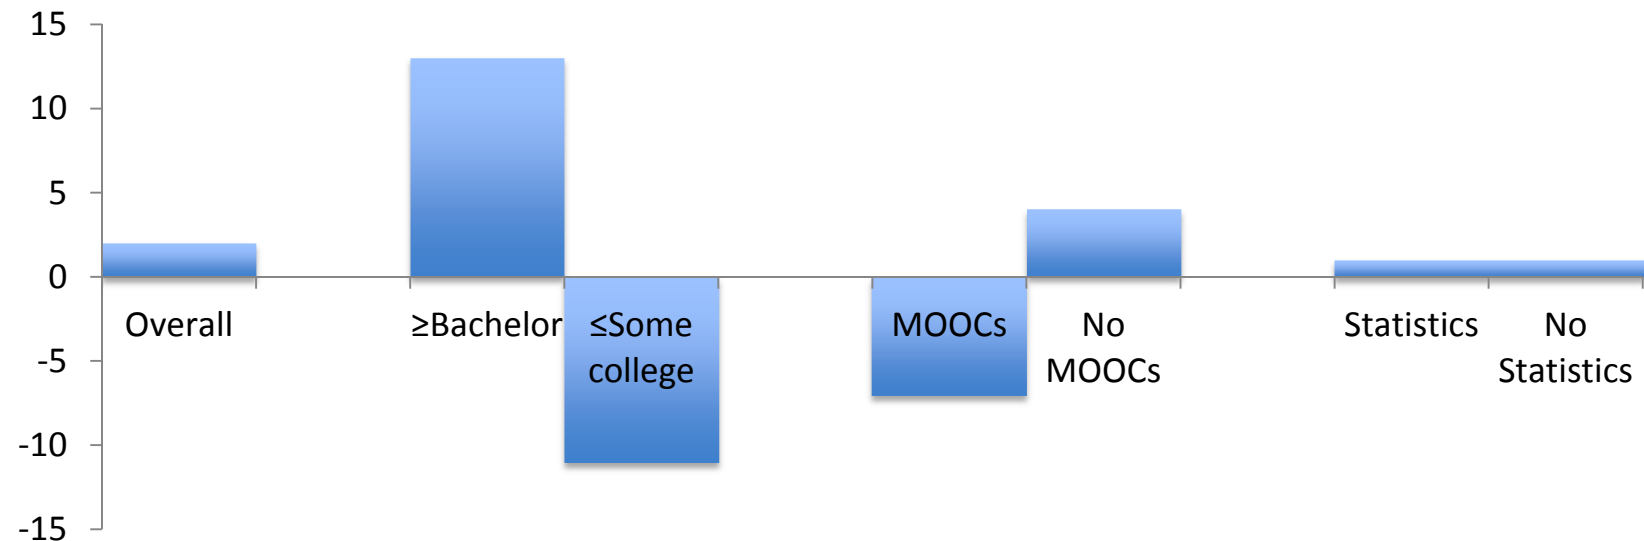 15
10
5
0
-5
-10
-15
Overall
≥Bachelor
≤Some
college
MOOCs
No
MOOCs
Statistics
No
Statistics